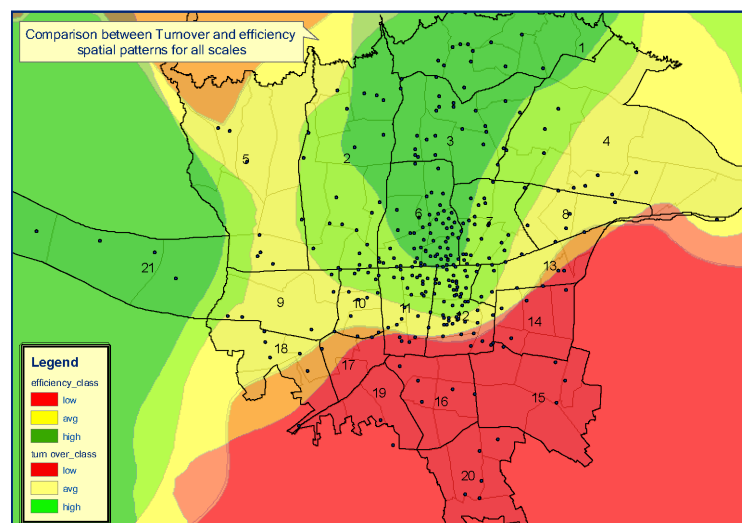 Comparison between Turnover and efficiency
spatial patterns for all scales
1
3
4
2
5
6
7
8
21
13
9
10
11
12
14
18
17
19
16
15
20
Legend
efficiency_class
low
avg
high
turn over_class
low
avg
high